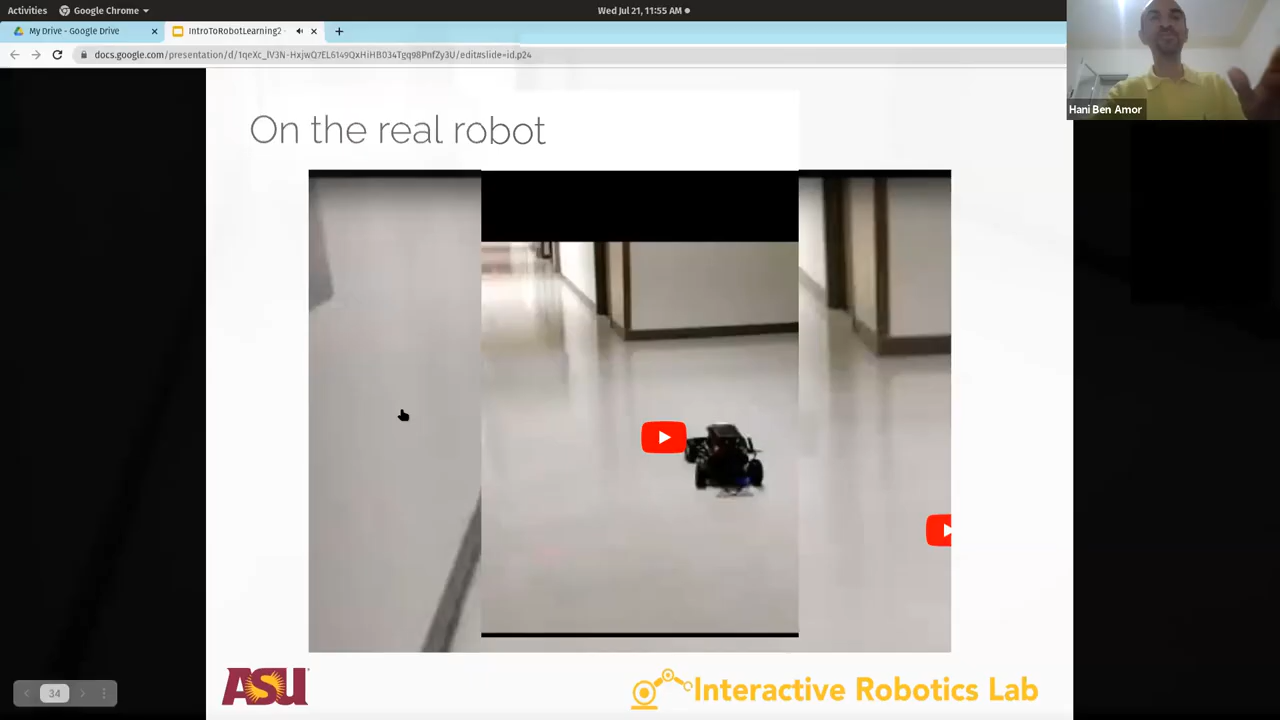 Activities
Google Chrome
Wed Jul 21, 11:55 AM
My Drive - Google Drive
IntroToRobotLearning2 -
docs.google.com/presentation/d/1qeXc_lV3N-HxjwQ7EL6149QxHiHB034Tgq98PnfZy3U/edit#slide=id.p24
Hani Ben Amor
On the real robot
34
ASU
Interactive Robotics Lab